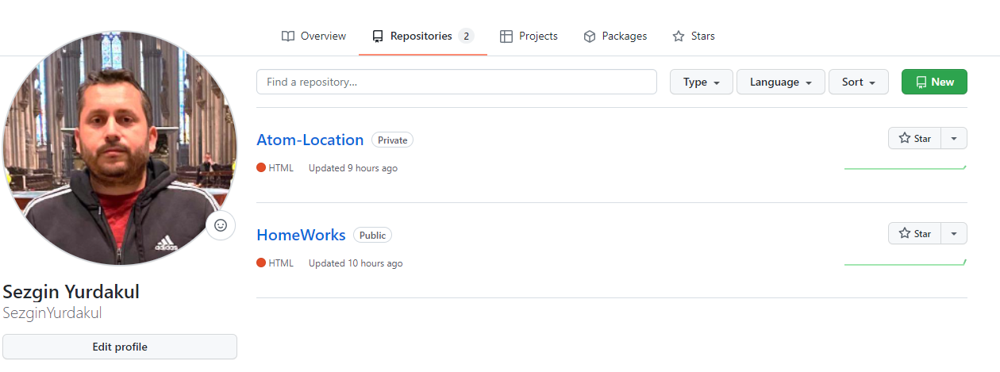 Overview Repositories 2 Projects Packages Stars
Find a repository... Type Language Sort New
Atom-Location Private Star
HTML Updated 9 hours ago
HomeWorks Public Star
HTML Updated 10 hours ago
adidas
Sezgin Yurdakul
SezginYurdakul
Edit profile